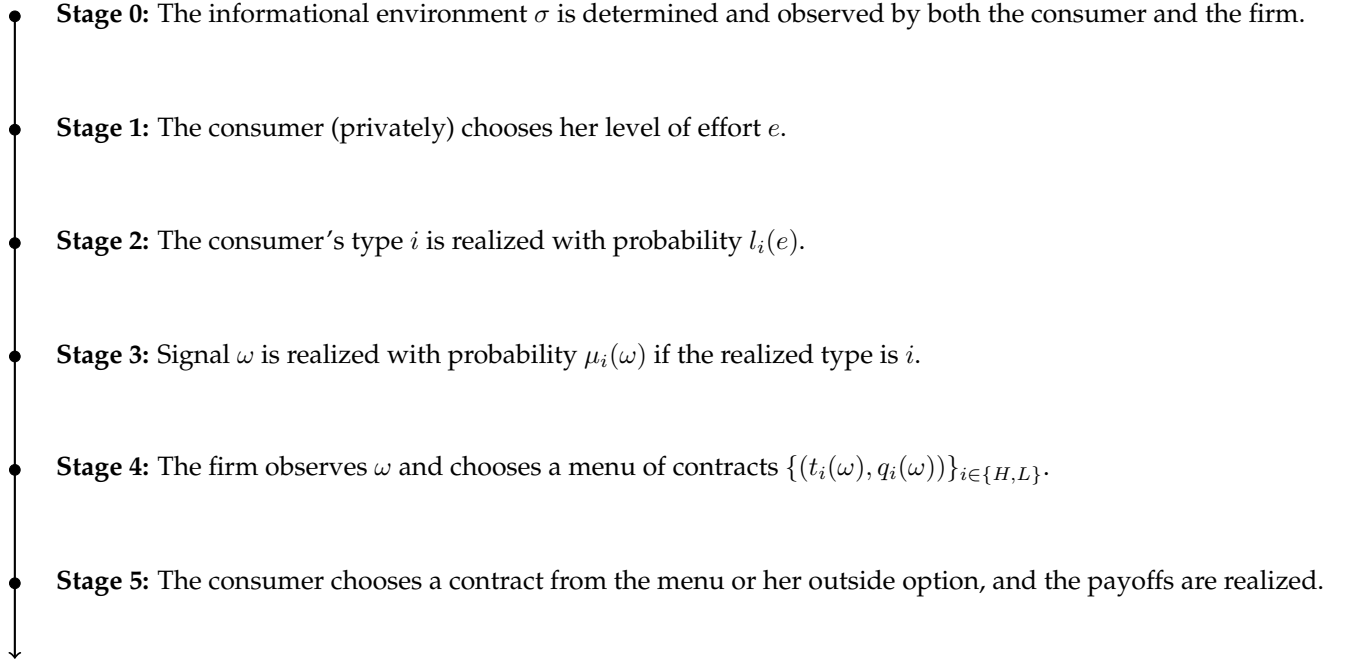 Stage 0: The informational environment σ is determined and observed by both the consumer and the firm.
Stage 1: The consumer (privately) chooses her level of effort e.
Stage 2: The consumer's type i is realized with probability l_i(e).
Stage 3: Signal ω is realized with probability μ_i(ω) if the realized type is i.
Stage 4: The firm observes ω and chooses a menu of contracts {(t_i(ω), q_i(ω))}_{i∈{H,L}}.
Stage 5: The consumer chooses a contract from the menu or her outside option, and the payoffs are realized.